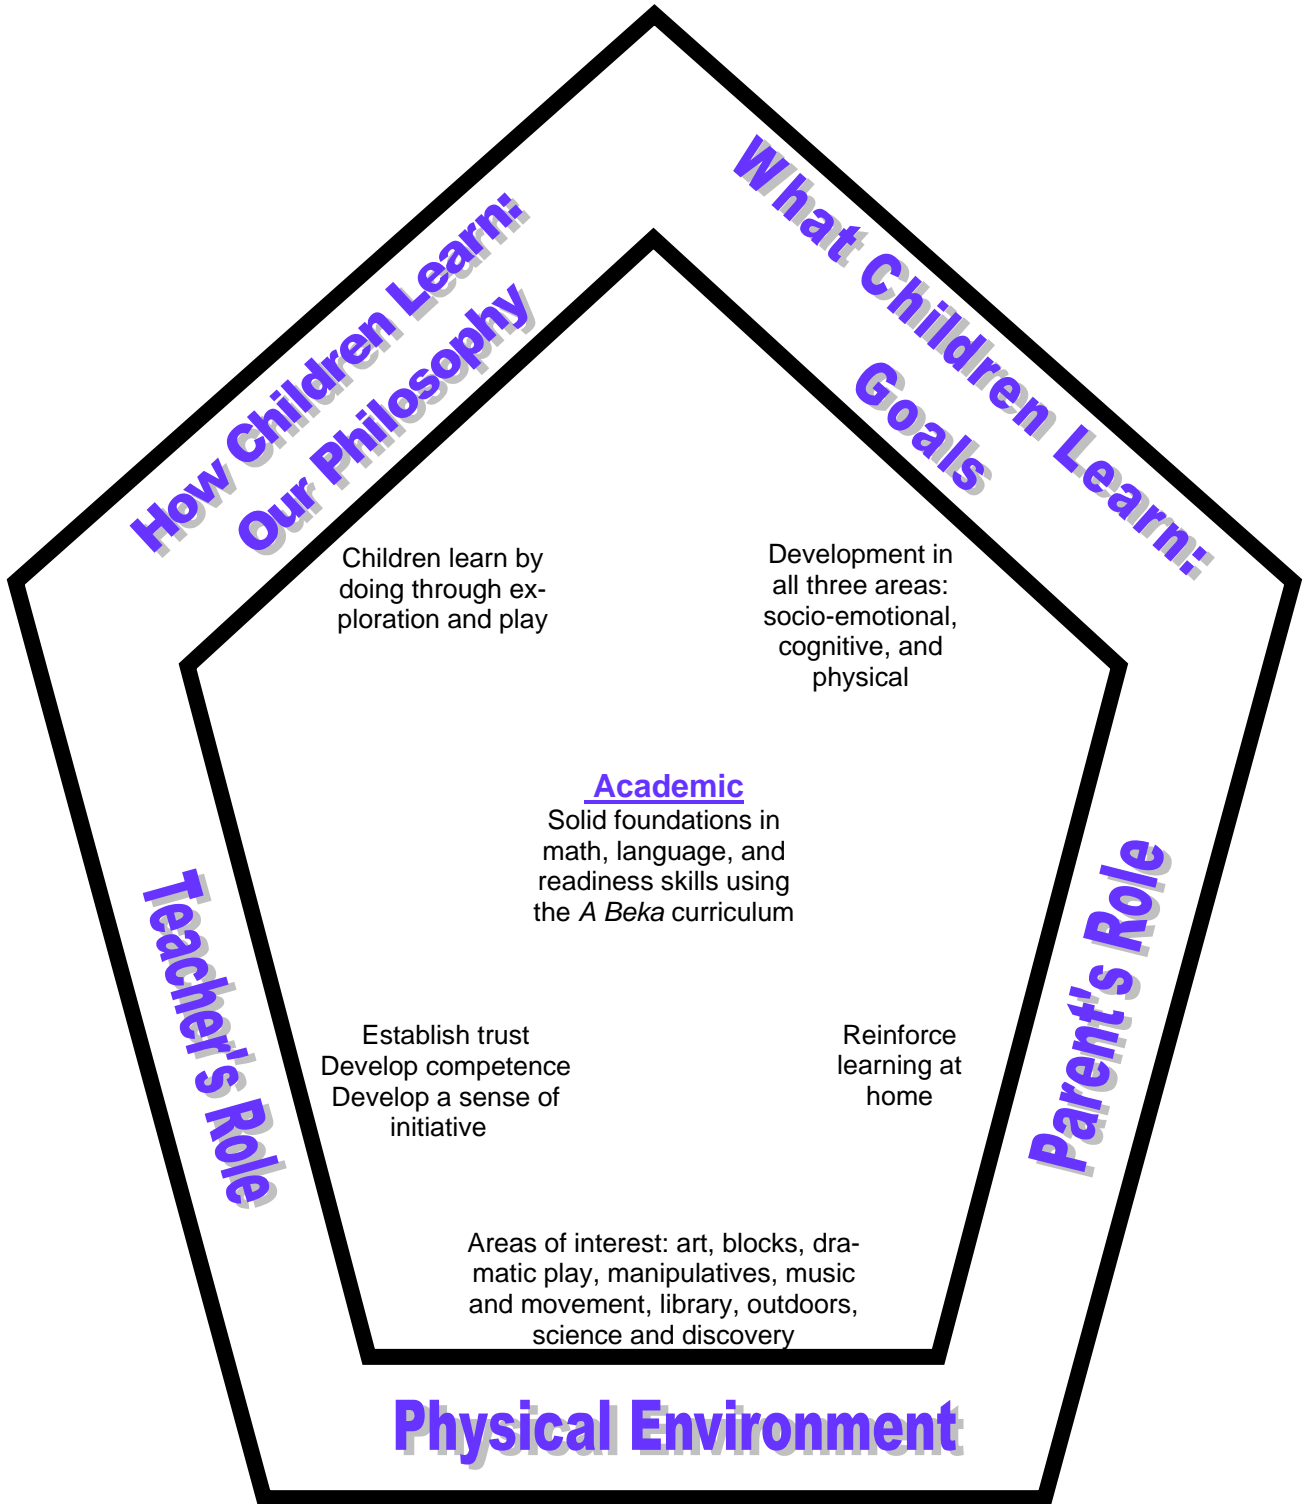 How Children Learn:
Our Philosophy
What Children Learn:
Goals
Children learn by
doing through ex-
ploration and play
Development in
all three areas:
socio-emotional,
cognitive, and
physical
Academic
Solid foundations in
math, language, and
readiness skills using
the A Beka curriculum
Teacher's Role
Establish trust
Develop competence
Develop a sense of
initiative
Reinforce
learning at
home
Parent's Role
Areas of interest: art, blocks, dra-
matic play, manipulatives, music
and movement, library, outdoors,
science and discovery
Physical Environment